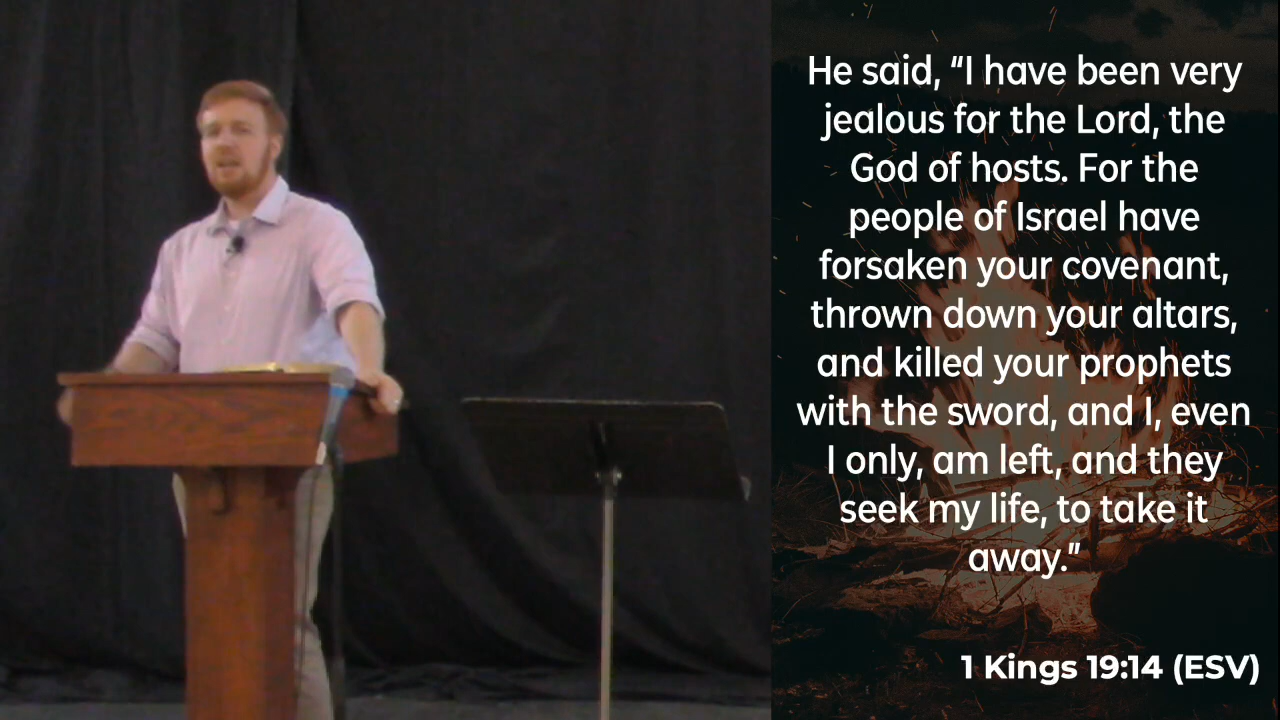 He said, “I have been very
jealous for the Lord, the
God of hosts. For the
people of Israel have
forsaken your covenant,
thrown down your altars,
and killed your prophets
with the sword, and I, even
I only, am left, and they
seek my life, to take it
away.”
1 Kings 19:14 (ESV)